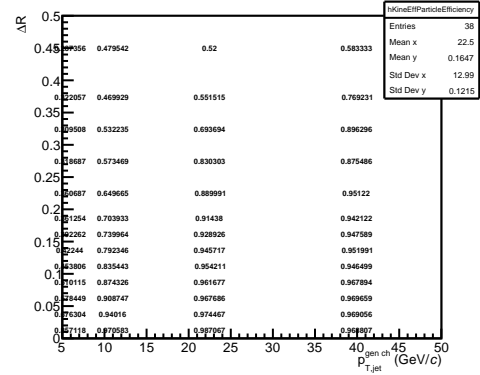 hKineEffParticleEfficiency
Entries 38
Mean x 22.5
Mean y 0.1647
Std Dev x 12.99
Std Dev y 0.1215
ΔR
0.5
0.45
0.479542 0.52 0.583333
0.4
0.469929 0.551515 0.769231
0.35
0.532235 0.693694 0.896296
0.3
0.573469 0.830303 0.875486
0.25
0.649665 0.889991 0.95122
0.2
0.703933 0.91438 0.942122
0.739964 0.928926 0.947589
0.15
0.792346 0.945717 0.951991
0.835443 0.954211 0.946499
0.1
0.874326 0.961677 0.967894
0.908747 0.967686 0.969659
0.05
0.94016 0.974467 0.969056
0.970583 0.987067 0.968807
0
5 10 15 20 25 30 35 40 45 50
p gen ch T,jet (GeV/c)